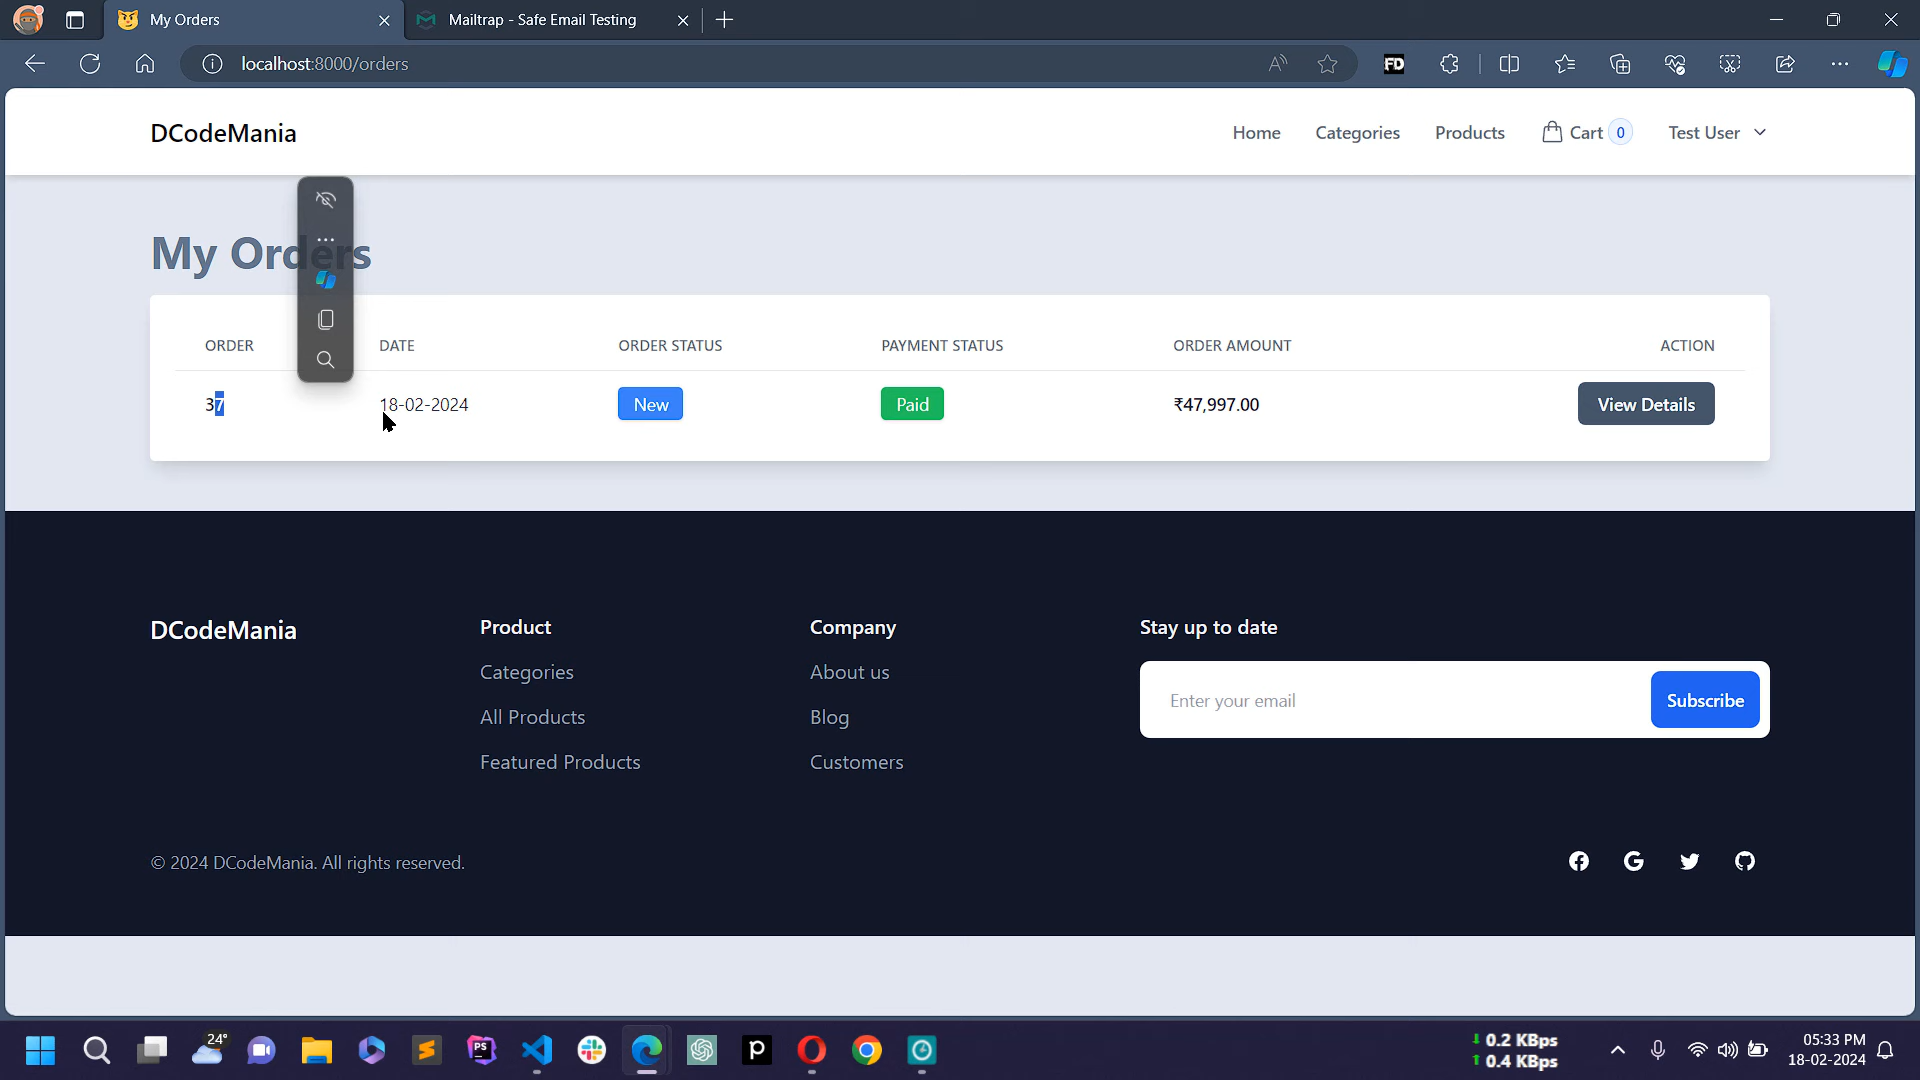 My Orders
Mailtrap - Safe Email Testing
localhost:8000/orders
FD
DCodeMania
Home Categories Products Cart 0 Test User
My Orders
ORDER DATE ORDER STATUS PAYMENT STATUS ORDER AMOUNT ACTION
37 18-02-2024 New Paid ₹47,997.00 View Details
DCodeMania
Product
Categories
All Products
Featured Products
Company
About us
Blog
Customers
Stay up to date
Enter your email
Subscribe
© 2024 DCodeMania. All rights reserved.
24°
PS
0.2 KBps
0.4 KBps
05:33 PM
18-02-2024